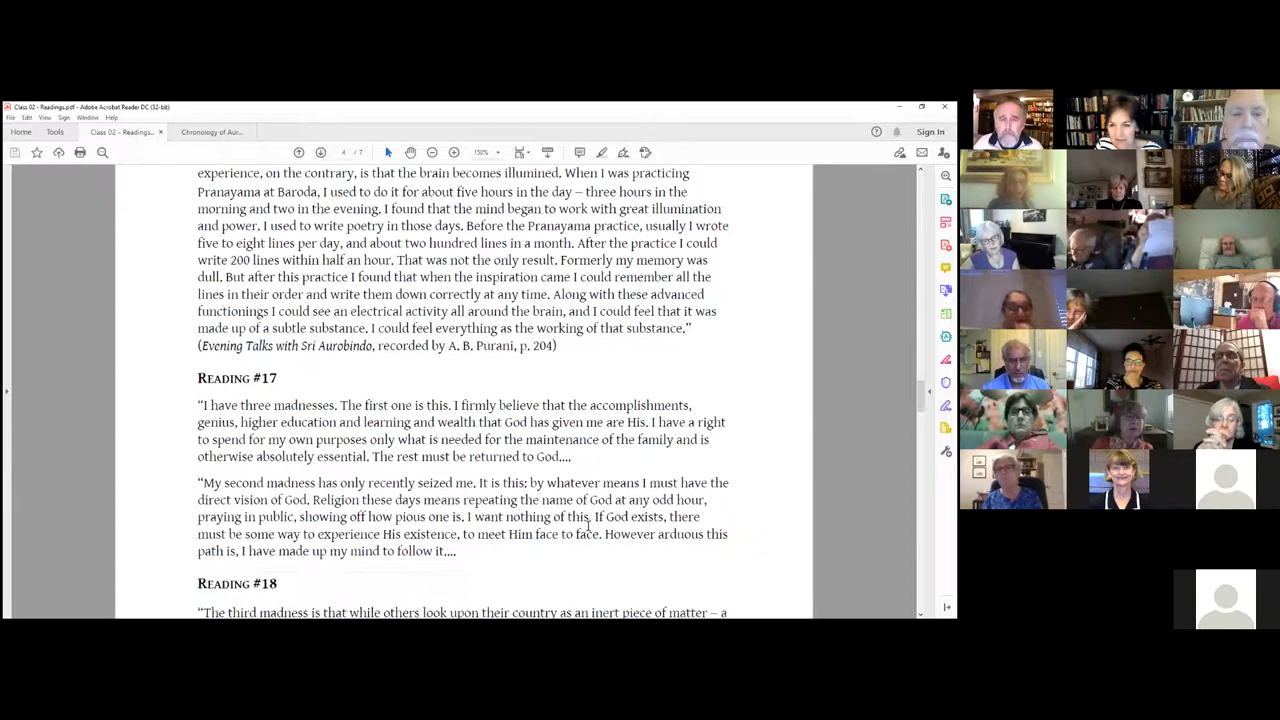 Class 02 - Readings.pdf - Adobe Acrobat Reader DC (32-bit)
File Edit View Sign Window Help
Home Tools Class 02 - Readings... × Chronology of Aur... Sign In
4 / 7 150%
experience, on the contrary, is that the brain becomes illumined. When I was practicing
Pranayama at Baroda, I used to do it for about five hours in the day – three hours in the
morning and two in the evening. I found that the mind began to work with great illumination
and power. I used to write poetry in those days. Before the Pranayama practice, usually I wrote
five to eight lines per day, and about two hundred lines in a month. After the practice I could
write 200 lines within half an hour. That was not the only result. Formerly my memory was
dull. But after this practice I found that when the inspiration came I could remember all the
lines in their order and write them down correctly at any time. Along with these advanced
functionings I could see an electrical activity all around the brain, and I could feel that it was
made up of a subtle substance. I could feel everything as the working of that substance.”
(Evening Talks with Sri Aurobindo, recorded by A. B. Purani, p. 204)
READING #17
“I have three madnesses. The first one is this. I firmly believe that the accomplishments,
genius, higher education and learning and wealth that God has given me are His. I have a right
to spend for my own purposes only what is needed for the maintenance of the family and is
otherwise absolutely essential. The rest must be returned to God....
“My second madness has only recently seized me. It is this: by whatever means I must have the
direct vision of God. Religion these days means repeating the name of God at any odd hour,
praying in public, showing off how pious one is. I want nothing of this. If God exists, there
must be some way to experience His existence, to meet Him face to face. However arduous this
path is, I have made up my mind to follow it....
READING #18
“The third madness is that while others look upon their country as an inert piece of matter – a